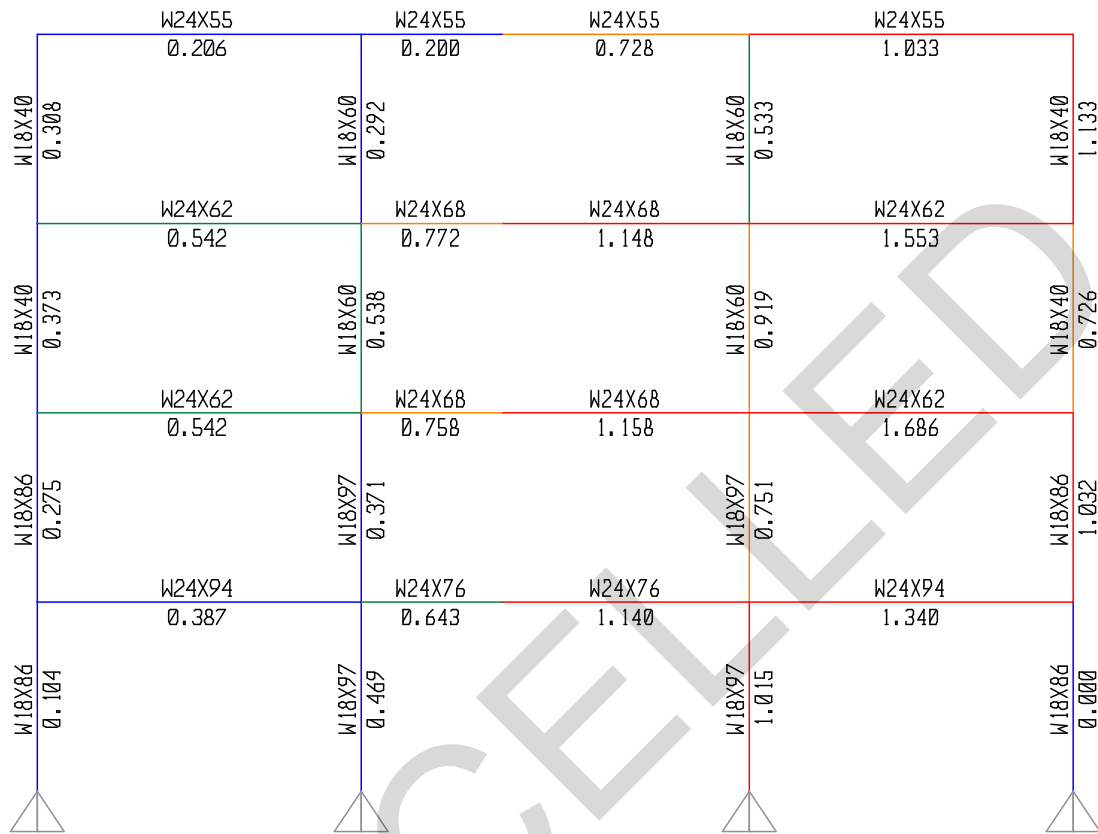 W24X55 W24X55 W24X55 W24X55
0.206 0.200 0.728 1.033
W18X40 W18X60 W18X60 W18X40
0.308 0.292 0.533 1.133
W24X62 W24X68 W24X68 W24X62
0.542 0.772 1.148 1.553
W18X40 W18X60 W18X60 W18X40
0.373 0.538 0.919 0.726
W24X62 W24X68 W24X68 W24X62
0.542 0.758 1.158 1.686
W18X86 W18X97 W18X97 W18X86
0.275 0.371 0.751 1.032
W24X94 W24X76 W24X76 W24X94
0.387 0.643 1.140 1.340
W18X86 W18X97 W18X97 W18X86
0.104 0.469 1.015 0.000
CELLED